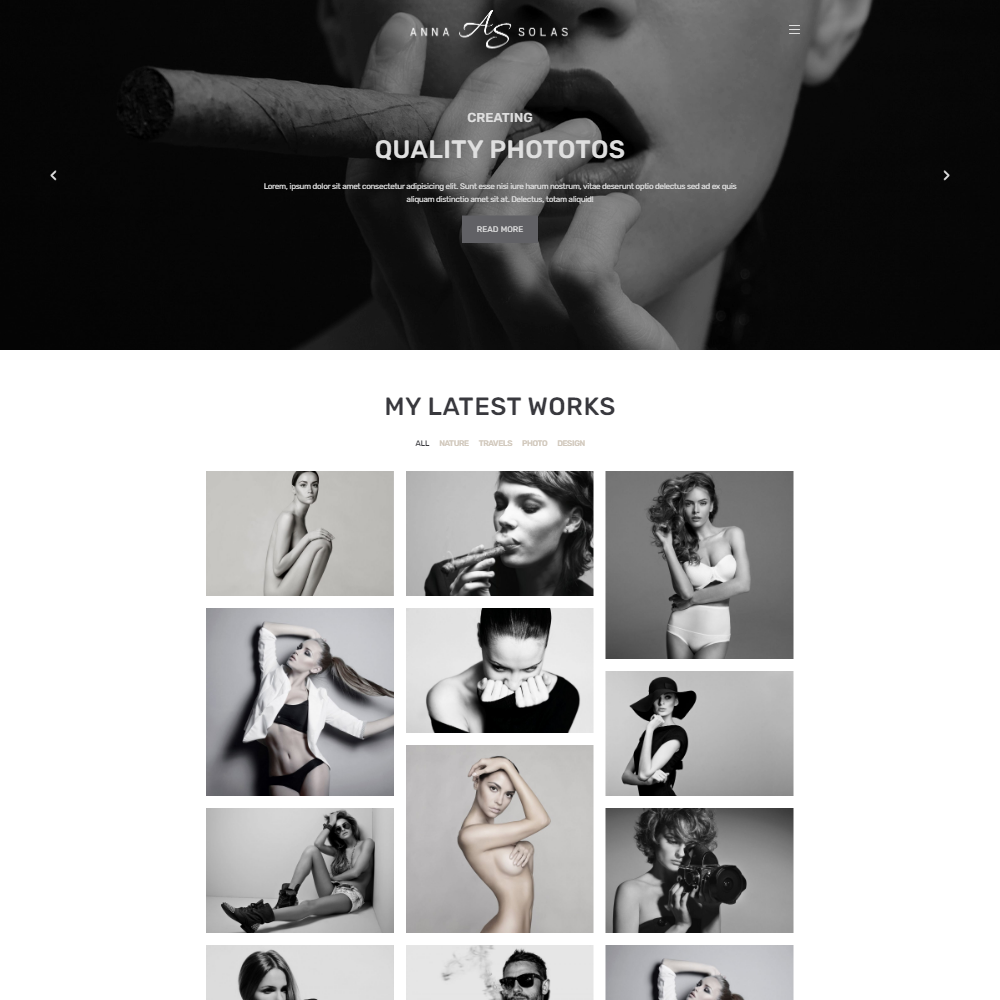 ANNA AS SOLAS
CREATING
QUALITY PHOTOTOS
Lorem, ipsum dolor sit amet consectetur adipisicing elit. Sunt esse nisi iure harum nostrum, vitae deserunt optio delectus sed ad ex quis
aliquam distinctio amet sit at. Delectus, totam aliquid!
READ MORE
MY LATEST WORKS
ALL NATURE TRAVELS PHOTO DESIGN